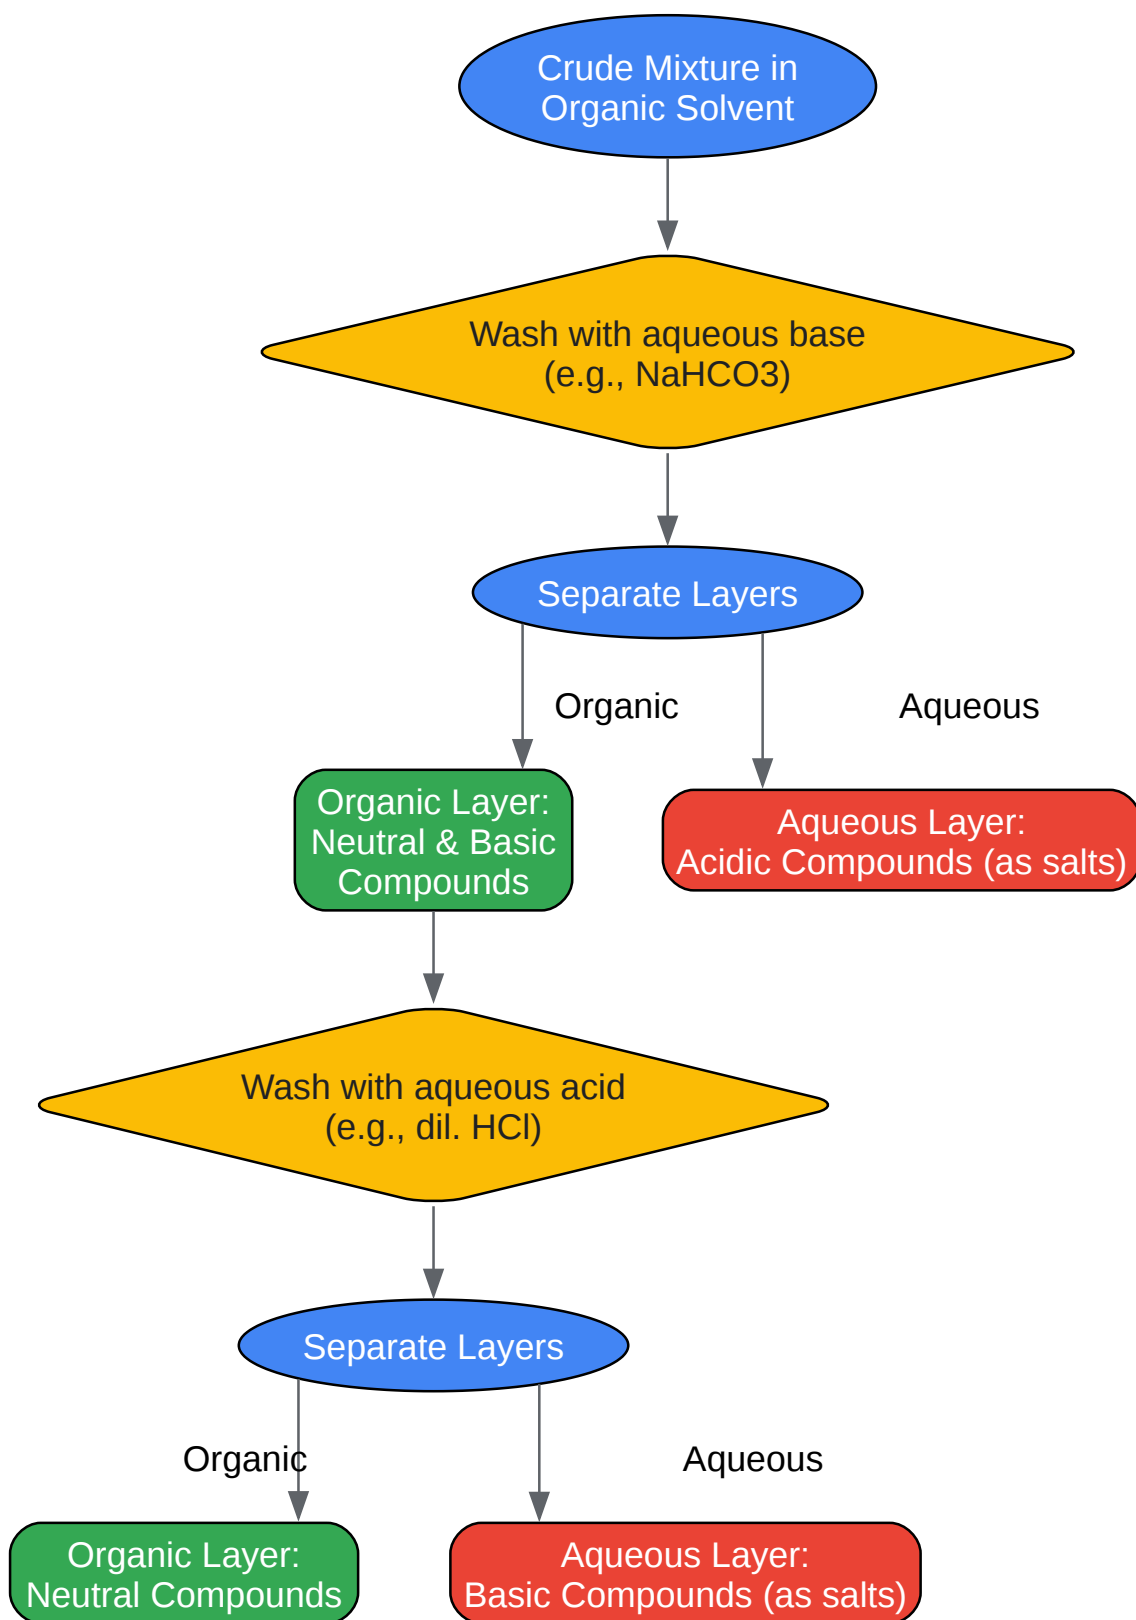 Crude Mixture in
Organic Solvent
Wash with aqueous base
(e.g., NaHCO3)
Separate Layers
Organic
Aqueous
Organic Layer:
Neutral & Basic
Compounds
Aqueous Layer:
Acidic Compounds (as salts)
Wash with aqueous acid
(e.g., dil. HCl)
Separate Layers
Organic
Aqueous
Organic Layer:
Neutral Compounds
Aqueous Layer:
Basic Compounds (as salts)